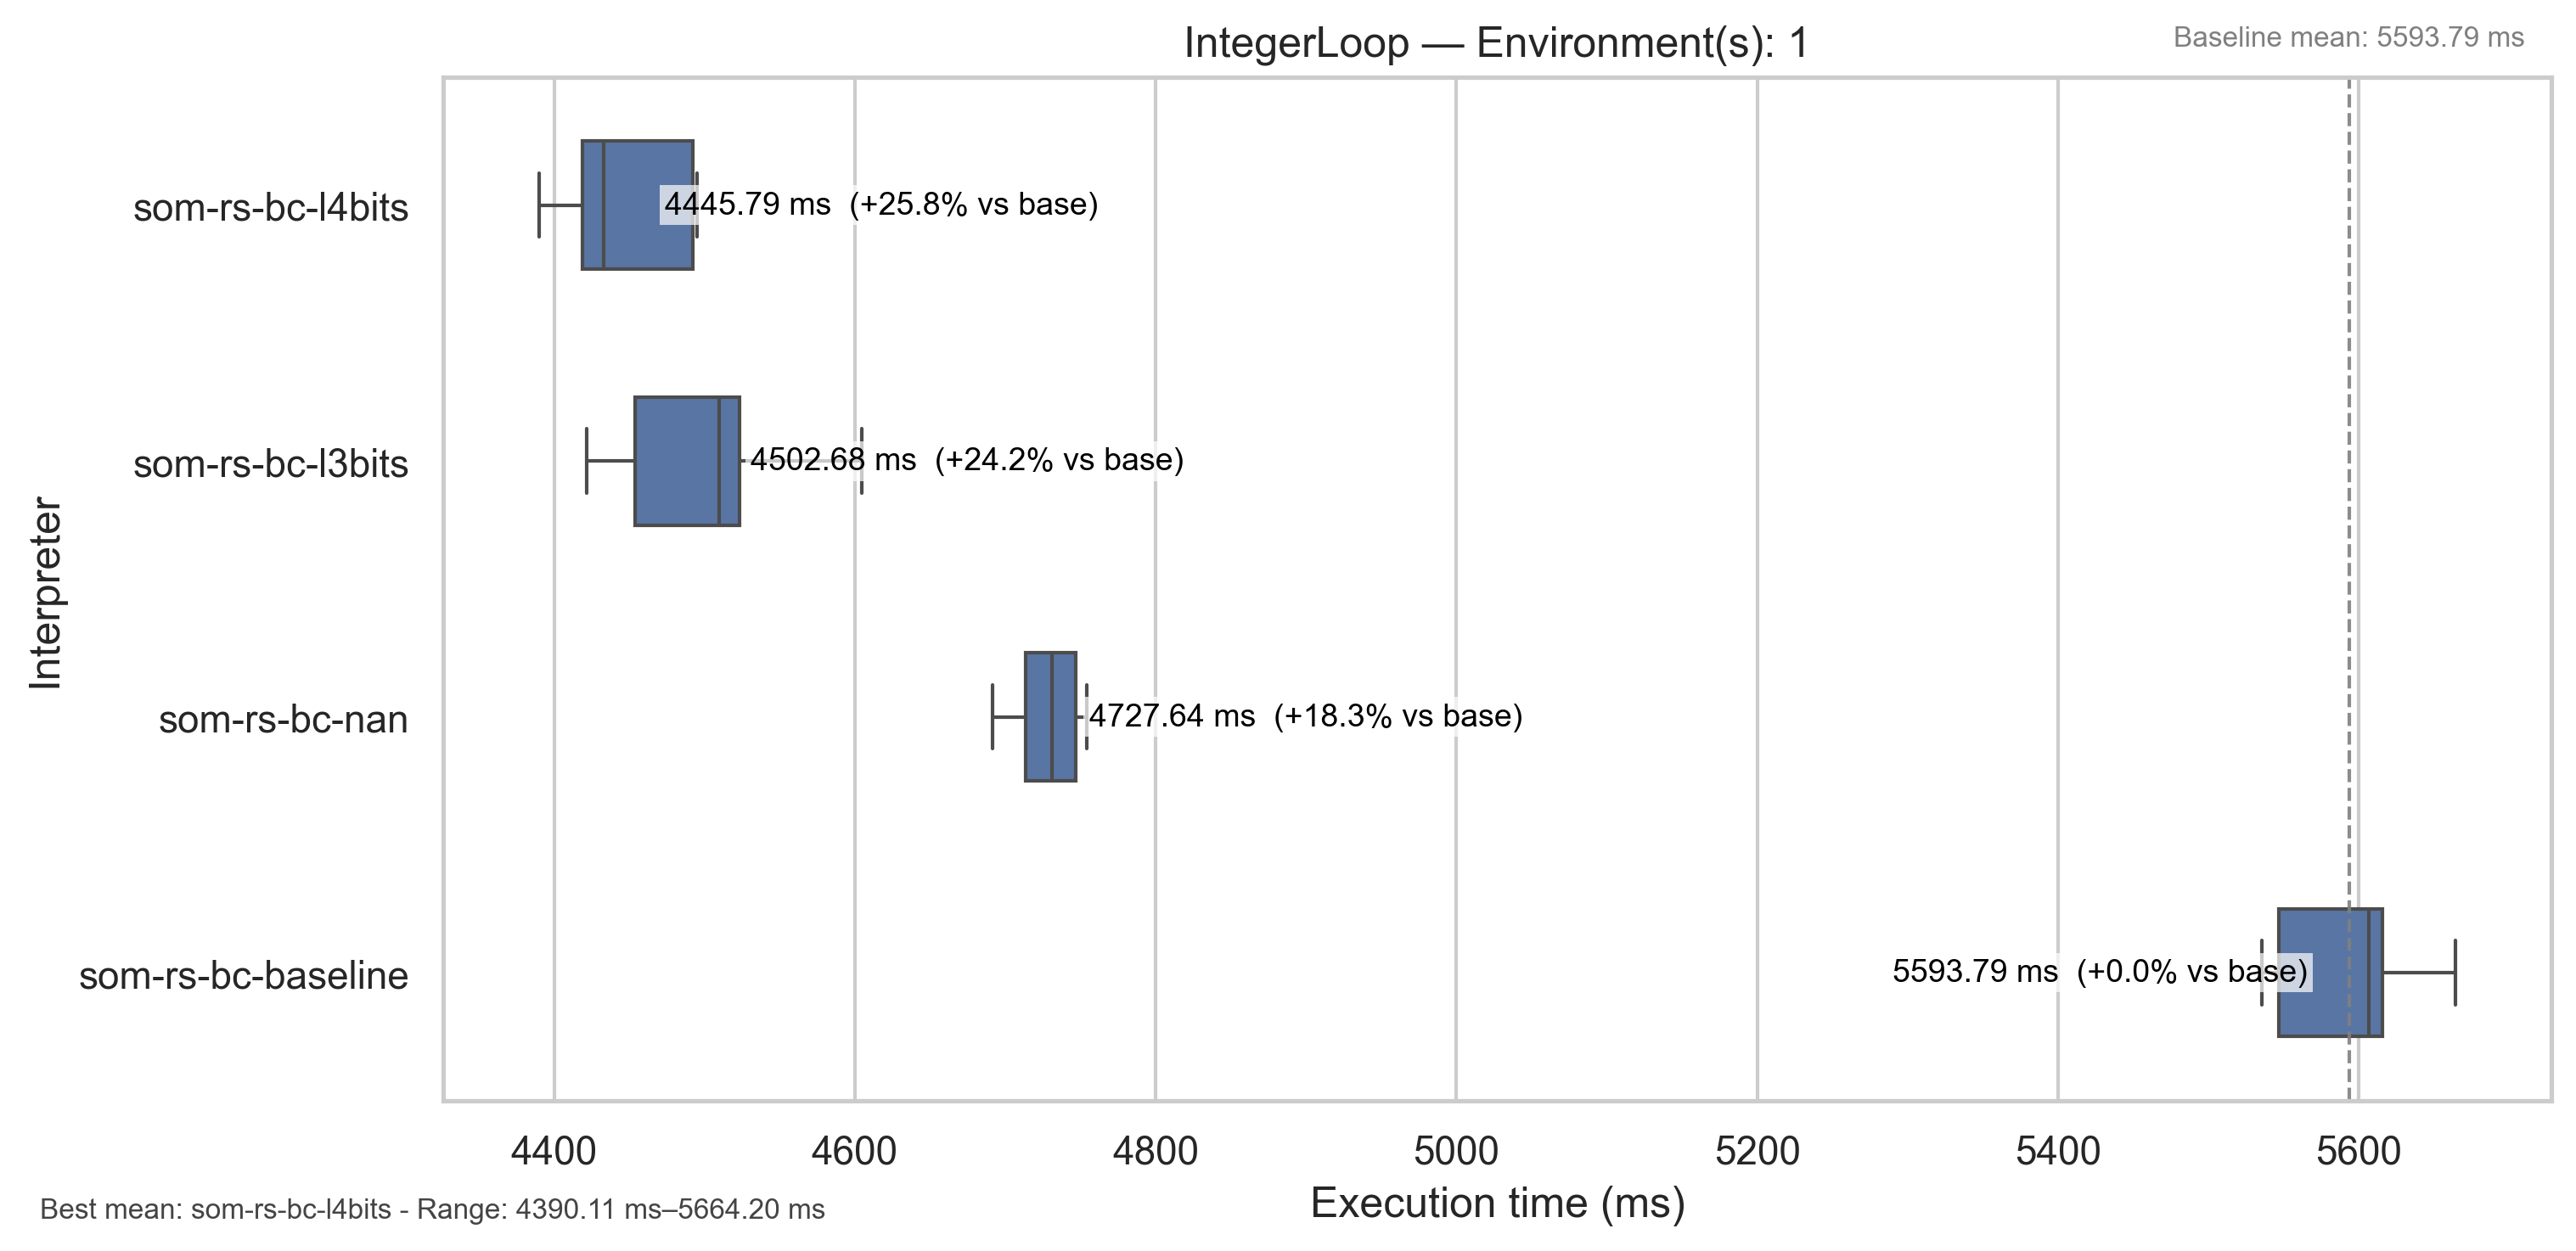 IntegerLoop — Environment(s): 1
Baseline mean: 5593.79 ms
Interpreter
som-rs-bc-l4bits
4445.79 ms  (+25.8% vs base)
som-rs-bc-l3bits
4502.68 ms  (+24.2% vs base)
som-rs-bc-nan
4727.64 ms  (+18.3% vs base)
som-rs-bc-baseline
5593.79 ms  (+0.0% vs base)
4400 4600 4800 5000 5200 5400 5600
Execution time (ms)
Best mean: som-rs-bc-l4bits - Range: 4390.11 ms–5664.20 ms